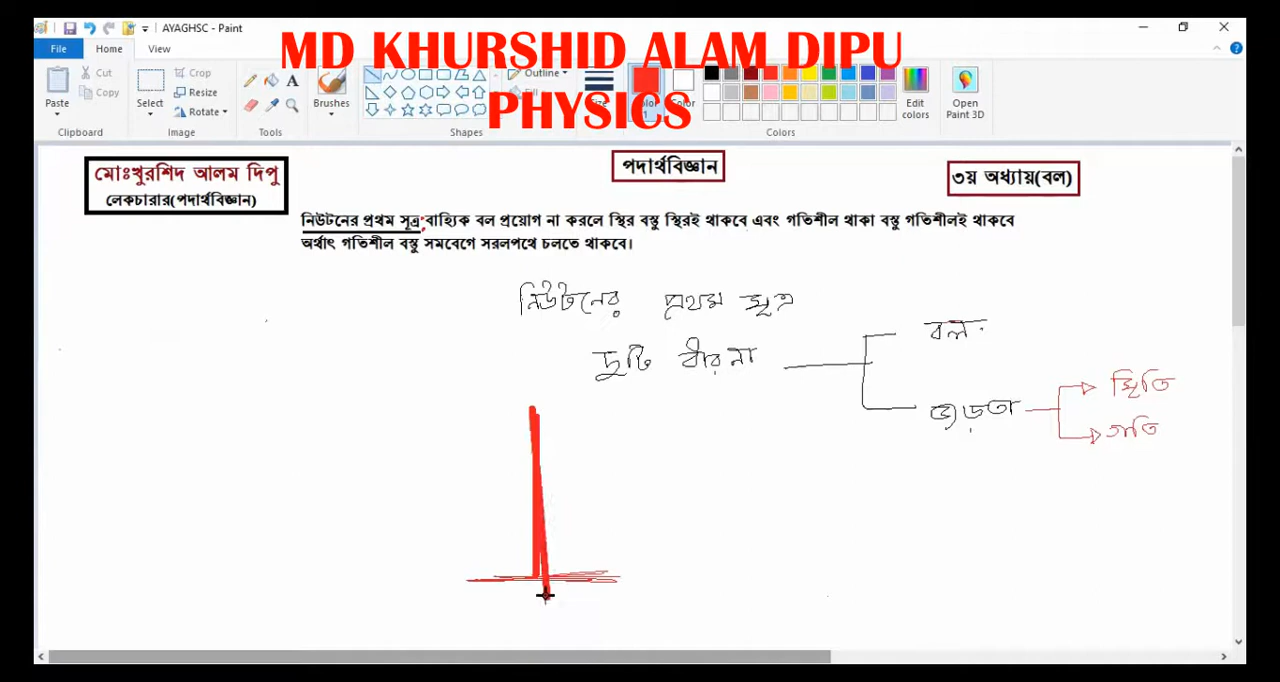 AYAGHSC - Paint
MD KHURSHID ALAM DIPU
PHYSICS
File Home View
Paste Cut Copy Clipboard
Select Crop Resize Rotate Image
Tools
Brushes
Outline Fill Shapes
Size
Color 1
Color
Edit colors Colors
Open Paint 3D
মোঃখুরশিদ আলম দিপু
লেকচারার(পদার্থবিজ্ঞান)
পদার্থবিজ্ঞান
৩য় অধ্যায়(বল)
নিউটনের প্রথম সূত্র:বাহ্যিক বল প্রয়োগ না করলে স্থির বস্তু স্থিরই থাকবে এবং গতিশীল থাকা বস্তু গতিশীলই থাকবে
অর্থাৎ গতিশীল বস্তু সমবেগে সরলপথে চলতে থাকবে।
নিউটনের প্রথম সূত্র
দুটি ধারনা
বল
জড়তা
স্থিতি
গতি